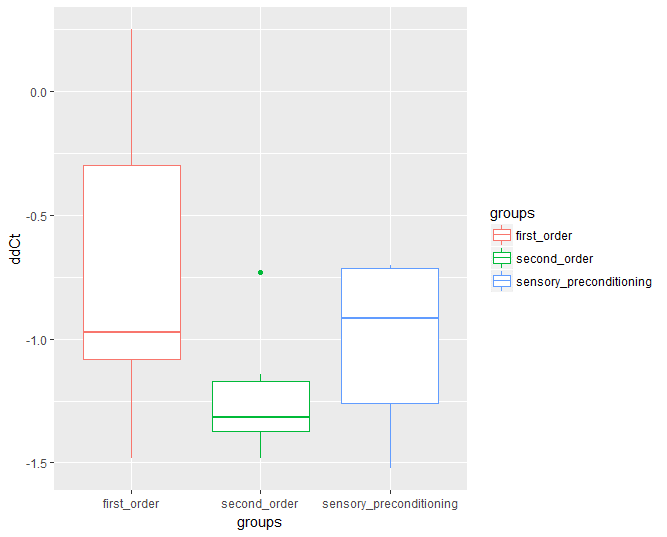 ddCt
0.0
-0.5
-1.0
-1.5
first_order
second_order
sensory_preconditioning
groups
groups
first_order
second_order
sensory_preconditioning